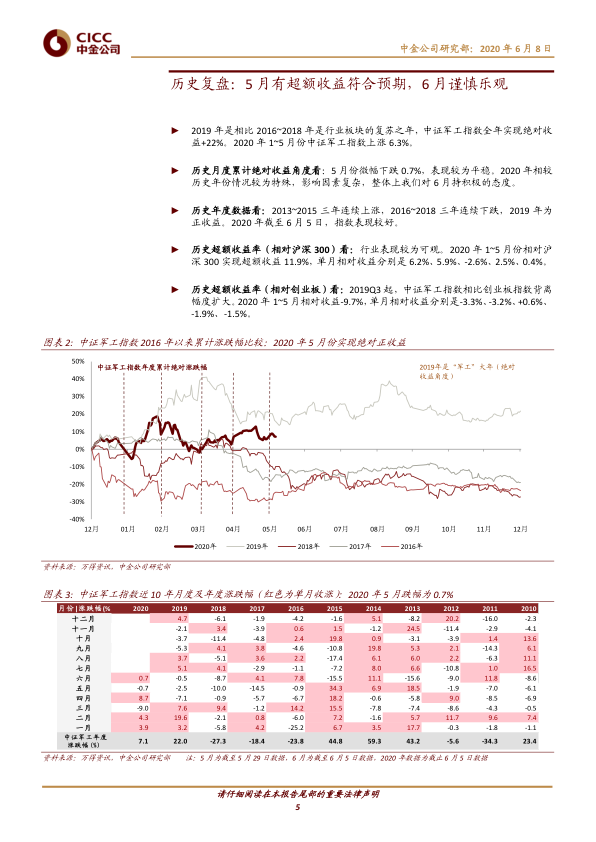 CICC
中金公司
中金公司研究部：2020 年 6 月 8 日
历史复盘：5 月有超额收益符合预期，6 月谨慎乐观
► 2019 年是相比 2016~2018 年是行业板块的复苏之年，中证军工指数全年实现绝对收
益+22%。2020 年 1~5 月份中证军工指数上涨 6.3%。
► 历史月度累计绝对收益角度看：5 月份微幅下跌 0.7%，表现较为平稳。2020 年相较
历史年份情况较为特殊，影响因素复杂，整体上我们对 6 月持积极的态度。
► 历史年度数据看：2013~2015 三年连续上涨，2016~2018 三年连续下跌，2019 年为
正收益。2020 年截至 6 月 5 日，指数表现较好。
► 历史超额收益率（相对沪深 300）看：行业表现较为可观。2020 年 1~5 月份相对沪
深 300 实现超额收益 11.9%，单月相对收益分别是 6.2%、5.9%、-2.6%、2.5%、0.4%。
► 历史超额收益率（相对创业板）看：2019Q3 起，中证军工指数相比创业板指数背离
幅度扩大。2020 年 1~5 月相对收益-9.7%，单月相对收益分别是-3.3%、-3.2%、+0.6%、
-1.9%、-1.5%。
图表 2：中证军工指数 2016 年以来累计涨跌幅比较：2020 年 5 月份实现绝对正收益
中证军工指数年度累计绝对涨跌幅
2019年是“军工”大年（绝对
收益角度）
50%
40%
30%
20%
10%
0%
-10%
-20%
-30%
-40%
12月 01月 02月 03月 04月 05月 06月 07月 08月 09月 10月 11月 12月
2020年 2019年 2018年 2017年 2016年
资料来源：万得资讯，中金公司研究部
图表 3：中证军工指数近 10 年月度及年度涨跌幅（红色为单月收涨）：2020 年 5 月跌幅为 0.7%
月份|涨跌幅(% 2020 2019 2018 2017 2016 2015 2014 2013 2012 2011 2010
十二月 4.7 -6.1 -1.9 -4.2 -1.6 5.1 -8.2 20.2 -16.0 -2.3
十一月 -2.1 3.4 -3.9 0.6 1.5 -1.2 24.5 -11.4 -2.9 -4.1
十月 -3.7 -11.4 -4.8 2.4 19.8 0.9 -3.1 -3.9 1.4 13.6
九月 -5.3 4.1 3.8 -4.6 -10.8 19.8 5.3 2.1 -14.3 6.1
八月 3.7 -5.1 3.6 2.2 -17.4 6.1 6.0 2.2 -6.3 11.1
七月 5.1 4.1 -2.9 -1.1 -7.2 8.0 6.6 -10.8 1.0 16.5
六月 0.7 -0.5 -8.7 4.1 7.8 -15.5 11.1 -15.6 -9.0 11.8 -8.6
五月 -0.7 -2.5 -10.0 -14.5 -0.9 34.3 6.9 18.5 -1.9 -7.0 -6.1
四月 8.7 -7.1 -0.9 -5.7 -6.7 18.2 -0.6 -5.8 9.0 -8.5 -6.9
三月 -9.0 7.6 9.4 -1.2 14.2 15.5 -7.8 -7.4 -8.6 -4.3 -0.5
二月 4.3 19.6 -2.1 0.8 -6.0 7.2 -1.6 5.7 11.7 9.6 7.4
一月 3.9 3.2 -5.8 4.2 -25.2 6.7 3.5 17.7 -0.3 -1.8 -1.1
中证军工年度
涨跌幅(%) 7.1 22.0 -27.3 -18.4 -23.8 44.8 59.3 43.2 -5.6 -34.3 23.4
资料来源：万得资讯，中金公司研究部 注：5 月为截至 5 月 29 日数据，6 月为截至 6 月 5 日数据，2020 年数据为截止 6 月 5 日数据
请仔细阅读在本报告尾部的重要法律声明
5